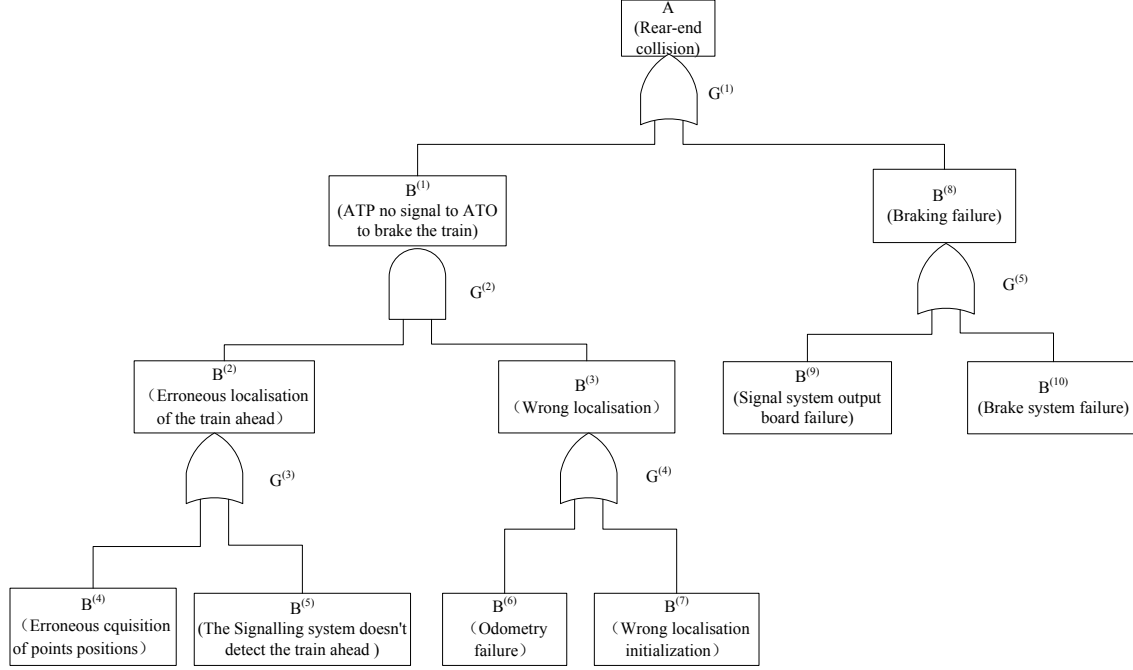 A
(Rear-end
collision)
G(1)
B(1)
(ATP no signal to ATO
to brake the train)
B(8)
(Braking failure)
G(2)
G(5)
B(2)
（Erroneous localisation
of the train ahead）
B(3)
（Wrong localisation）
B(9)
(Signal system output
board failure)
B(10)
(Brake system failure)
G(3)
G(4)
B(4)
（Erroneous cquisition
of points positions）
B(5)
(The Signalling system doesn't
detect the train ahead )
B(6)
（Odometry
failure）
B(7)
（Wrong localisation
initialization）